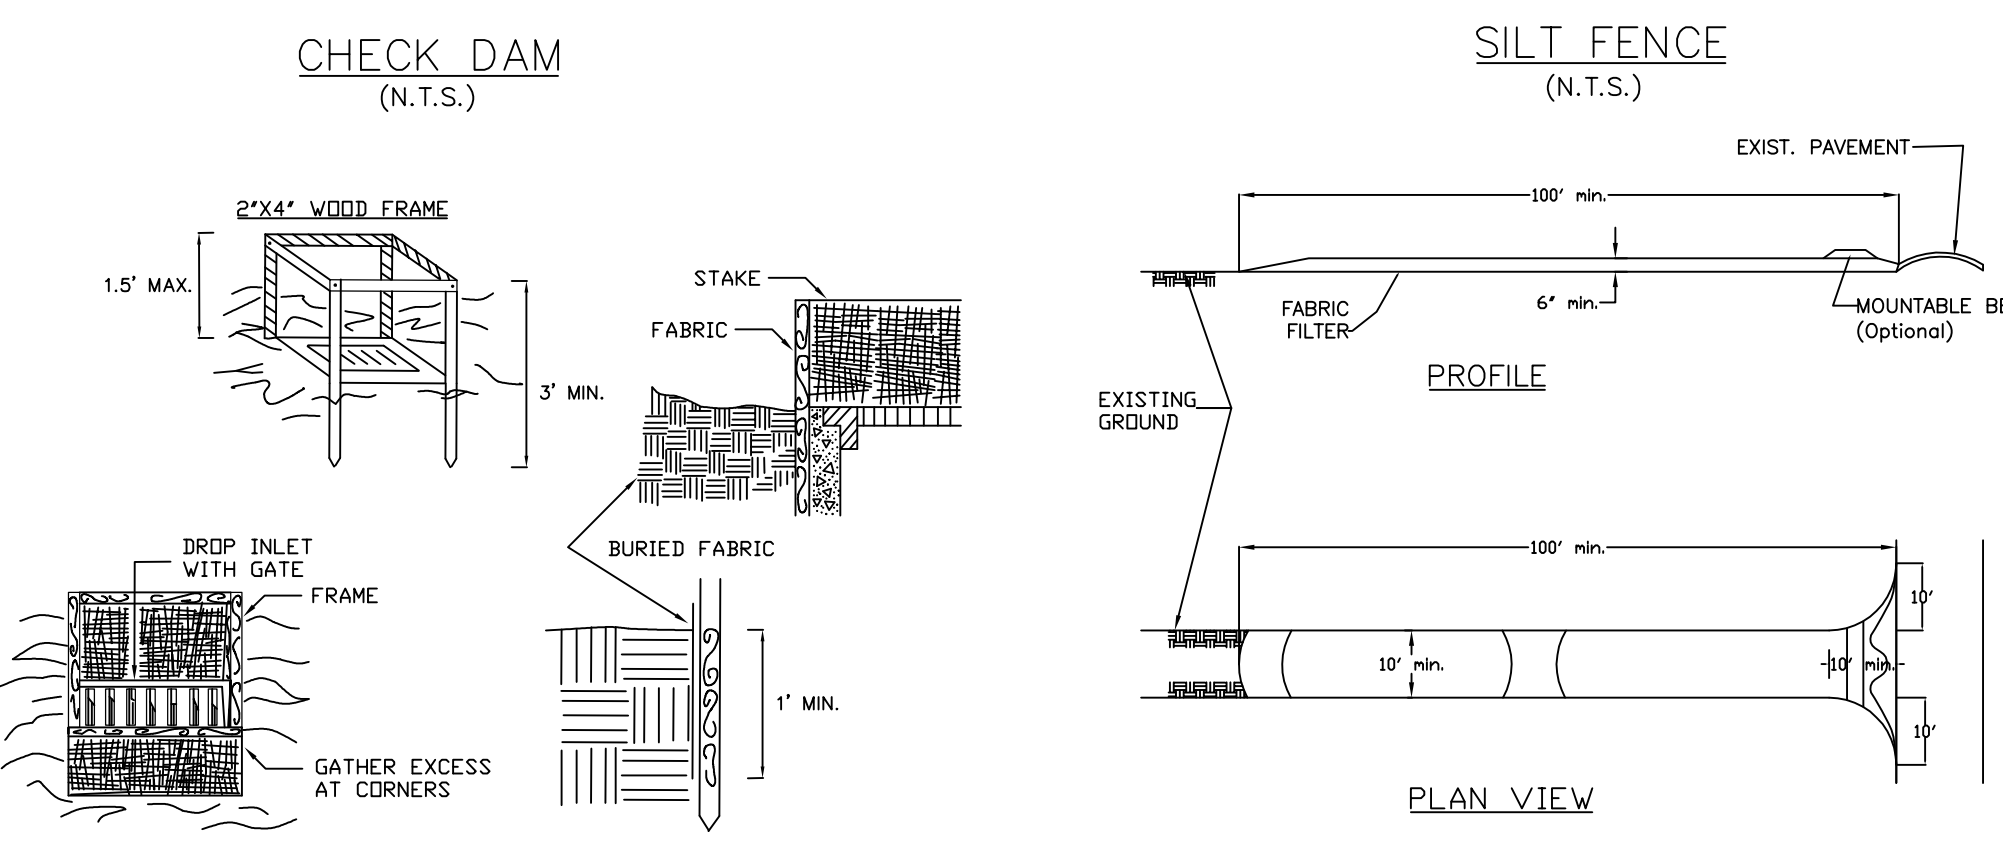 CHECK DAM
(N.T.S.)
2"X4" WOOD FRAME
1.5' MAX.
3' MIN.
STAKE
FABRIC
BURIED FABRIC
1' MIN.
DROP INLET
WITH GATE
FRAME
GATHER EXCESS
AT CORNERS
SILT FENCE
(N.T.S.)
EXIST. PAVEMENT
100' min.
6" min.
FABRIC
FILTER
MOUNTABLE BE
(Optional)
PROFILE
EXISTING
GROUND
100' min.
10'
10' min.
10' min.
10'
PLAN VIEW